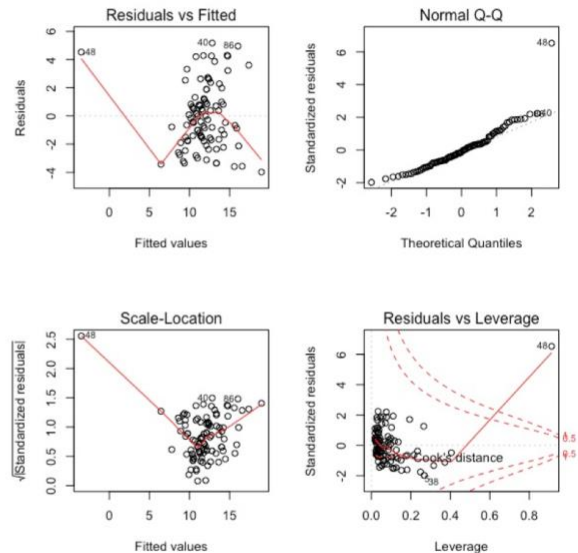 Residuals vs Fitted
Residuals
6
4
2
0
-2
-4
48
40
86
0 5 10 15
Fitted values
Normal Q-Q
Standardized residuals
6
4
2
0
-2
48
40
-2 -1 0 1 2
Theoretical Quantiles
Scale-Location
√|Standardized residuals|
2.5
2.0
1.5
1.0
0.5
0.0
48
40
86
0 5 10 15
Fitted values
Residuals vs Leverage
Standardized residuals
6
4
2
0
-2
48
38
Cook's distance
0.5
0.5
0.0 0.2 0.4 0.6 0.8
Leverage